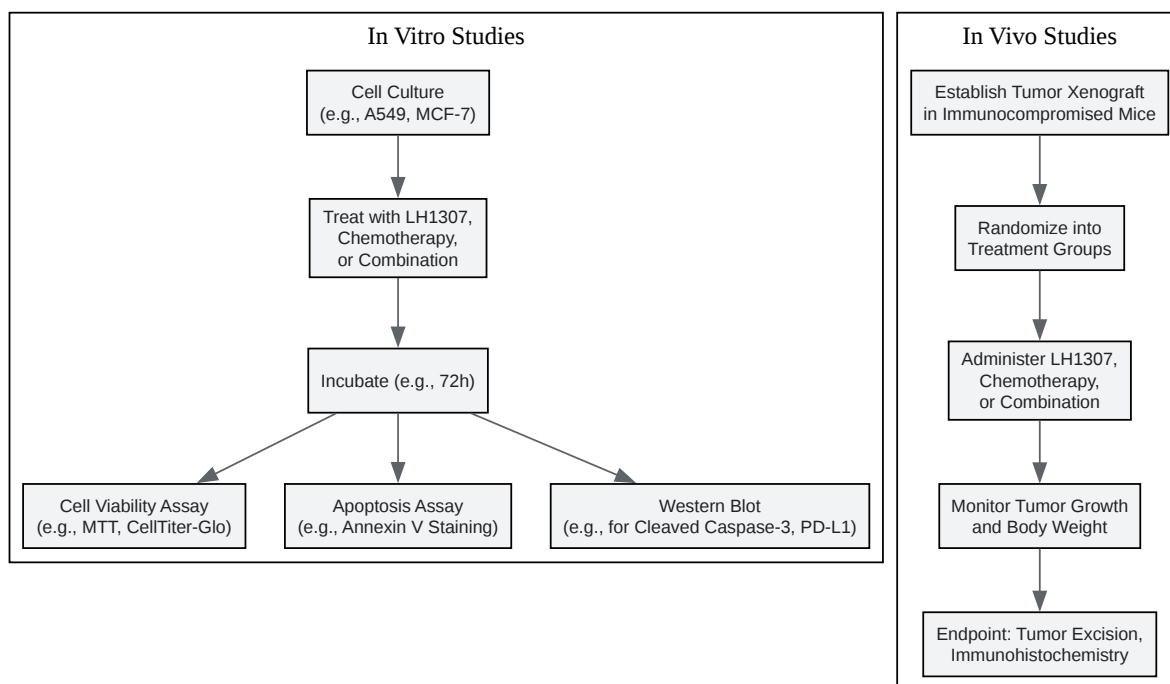 In Vitro Studies
Cell Culture
(e.g., A549, MCF-7)
Treat with LH1307,
Chemotherapy,
or Combination
Incubate (e.g., 72h)
Cell Viability Assay
(e.g., MTT, CellTiter-Glo)
Apoptosis Assay
(e.g., Annexin V Staining)
Western Blot
(e.g., for Cleaved Caspase-3, PD-L1)
In Vivo Studies
Establish Tumor Xenograft
in Immunocompromised Mice
Randomize into
Treatment Groups
Administer LH1307,
Chemotherapy,
or Combination
Monitor Tumor Growth
and Body Weight
Endpoint: Tumor Excision,
Immunohistochemistry